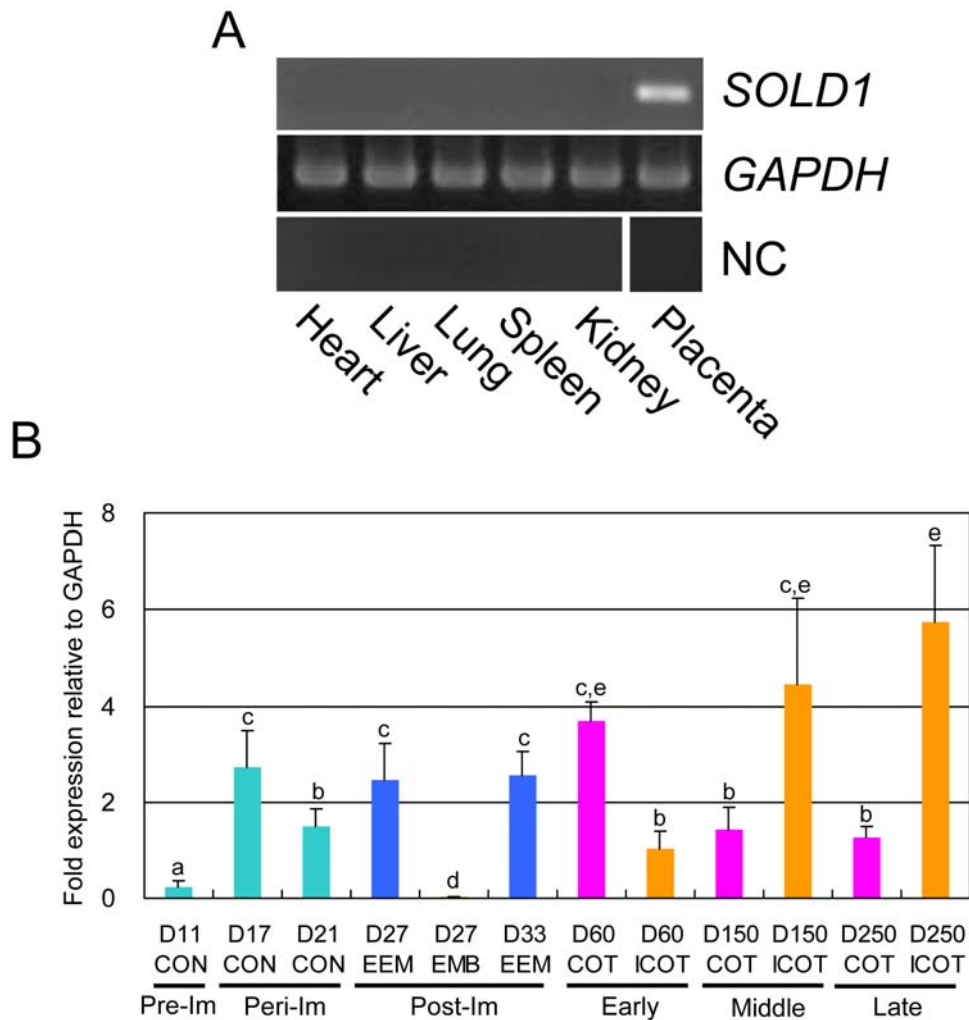 A
SOLD1
GAPDH
NC
Heart
Liver
Lung
Spleen
Kidney
Placenta
B
Fold expression relative to GAPDH
8
6
4
2
0
a
c
b
c
d
c
c,e
b
b
c,e
b
e
D11 D17 D21 D27 D27 D33 D60 D60 D150 D150 D250 D250
CON CON CON EEM EMB EEM COT ICOT COT ICOT COT ICOT
Pre-Im Peri-Im Post-Im Early Middle Late